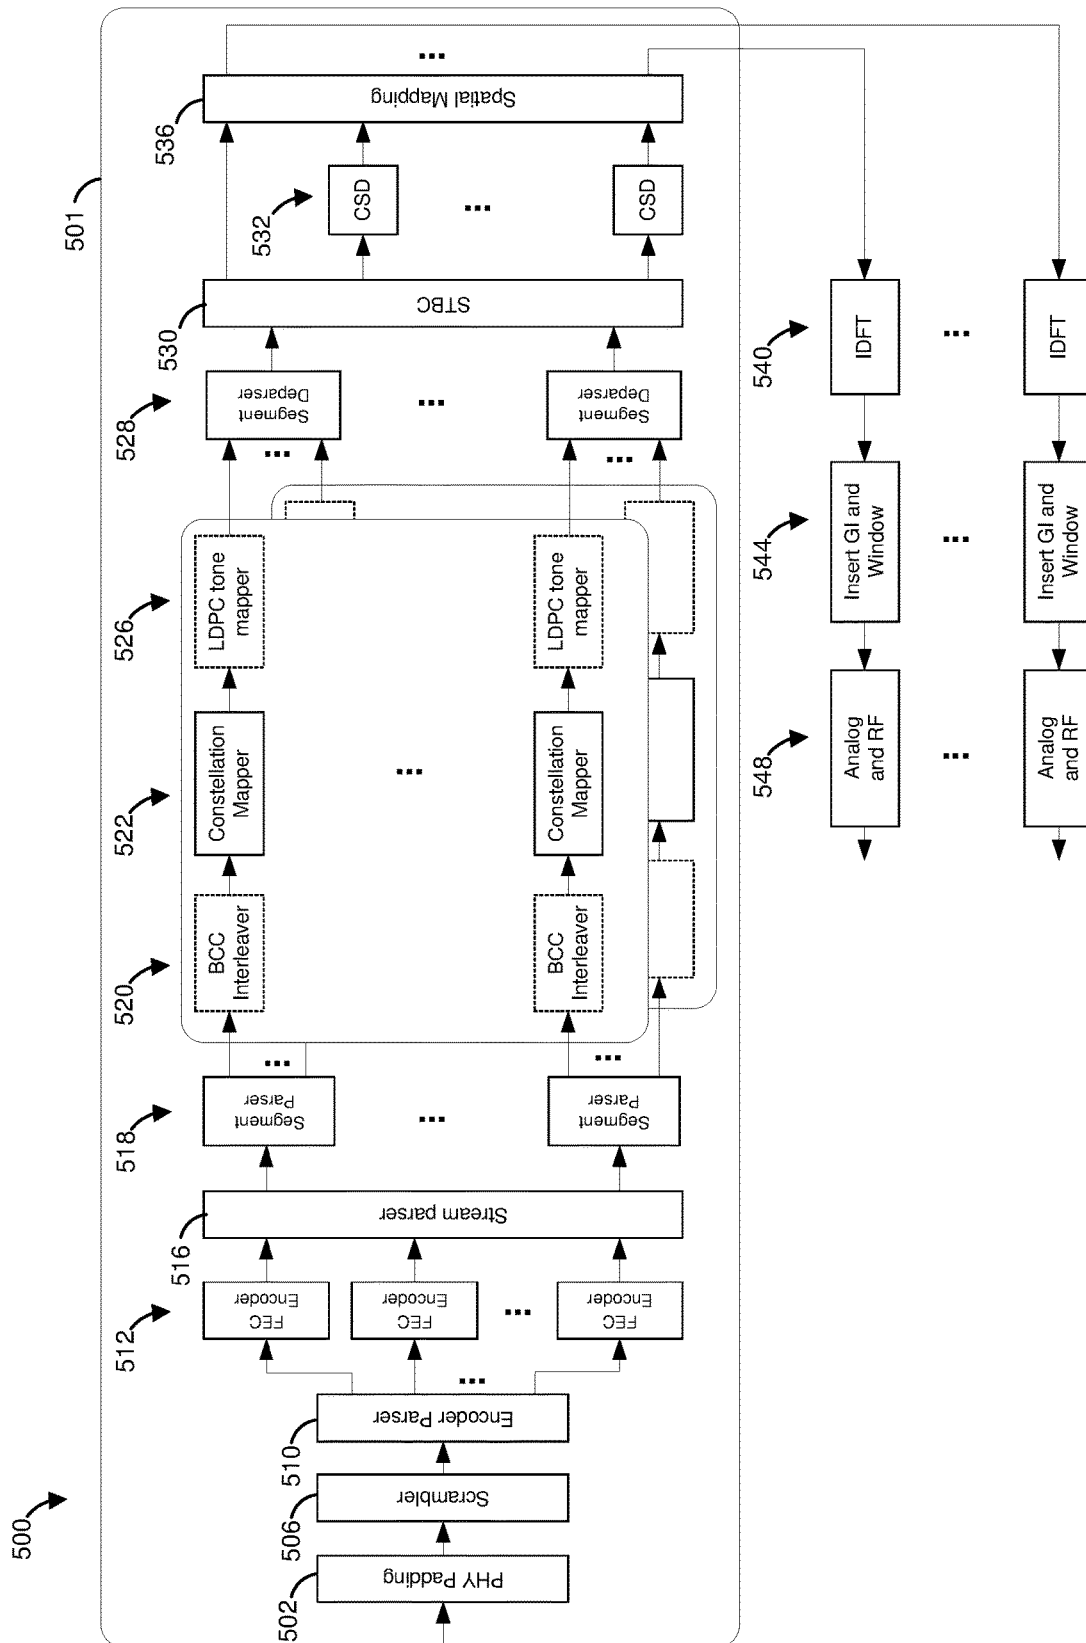 500
501
502
PHY Padding
506
Scrambler
510
Encoder Parser
512
FEC
Encoder
FEC
Encoder
...
FEC
Encoder
...
516
Stream parser
518
Segment
Parser
...
Segment
Parser
...
...
520
BCC
Interleaver
BCC
Interleaver
522
Constellation
Mapper
...
Constellation
Mapper
526
LDPC tone
mapper
LDPC tone
mapper
...
...
528
Segment
Deparser
...
Segment
Deparser
530
STBC
532
CSD
...
CSD
536
Spatial Mapping
...
540
IDFT
...
IDFT
544
Insert GI and
Window
...
Insert GI and
Window
548
Analog
and RF
...
Analog
and RF